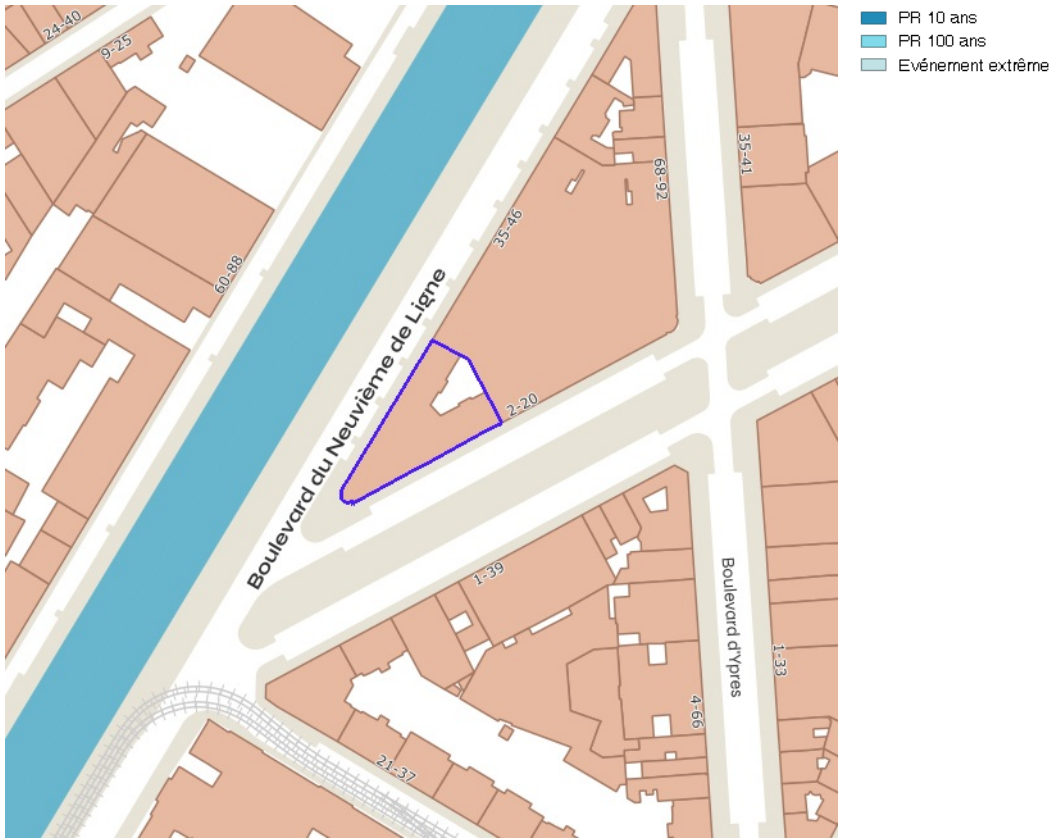 24-40
9-25
PR 10 ans
PR 100 ans
Evénement extrême
35-41
68-92
35-46
60-88
Boulevard du Neuvième de Ligne
2-20
1-39
Boulevard d'Ypres
1-33
4-66
21-37